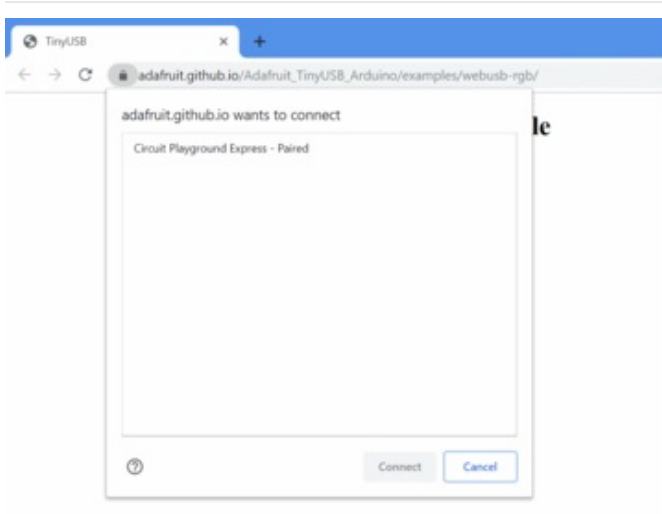 TinyUSB
adafruit.github.io/Adafruit_TinyUSB_Arduino/examples/webusb-rgb/
adafruit.github.io wants to connect
le
Circuit Playground Express - Paired
Connect
Cancel